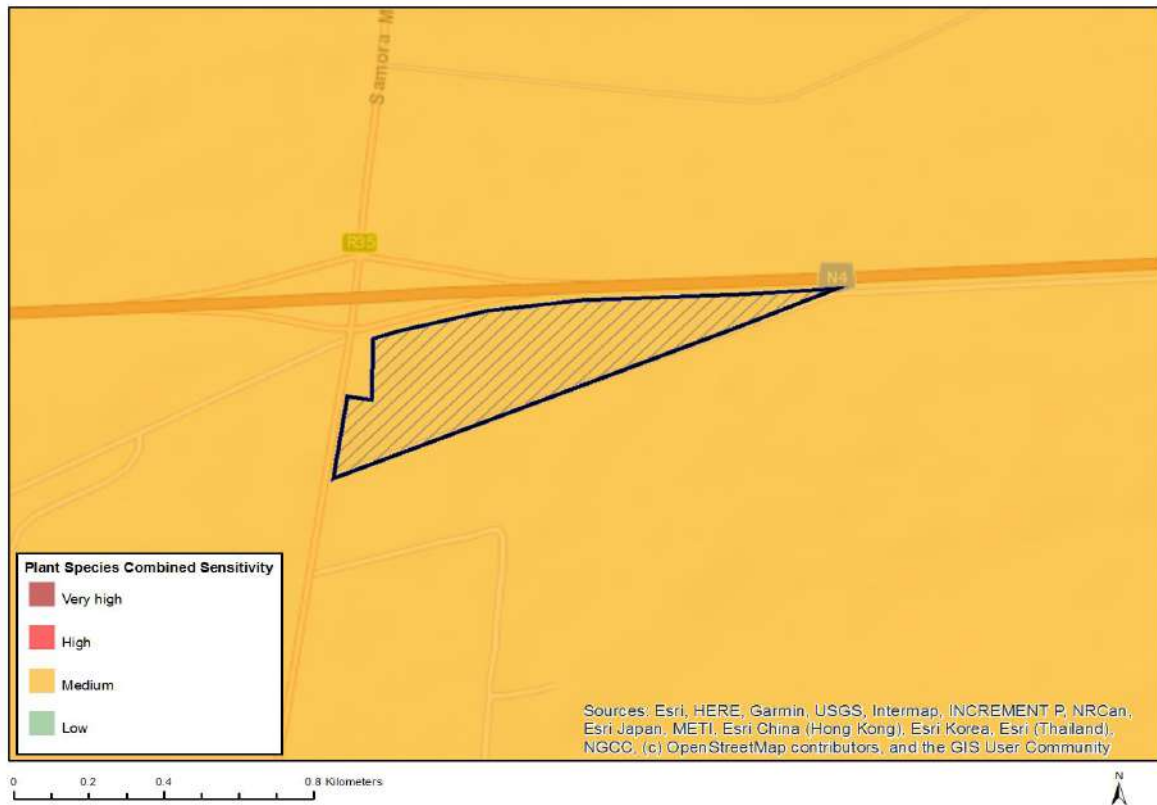 Samora M
R35
N4
Plant Species Combined Sensitivity
Very high
High
Medium
Low
Sources: Esri, HERE, Garmin, USGS, Intermap, INCREMENT P, NRCan,
Esri Japan, METI, Esri China (Hong Kong), Esri Korea, Esri (Thailand),
NGCC, (c) OpenStreetMap contributors, and the GIS User Community
0 0.2 0.4 0.8 Kilometers
N